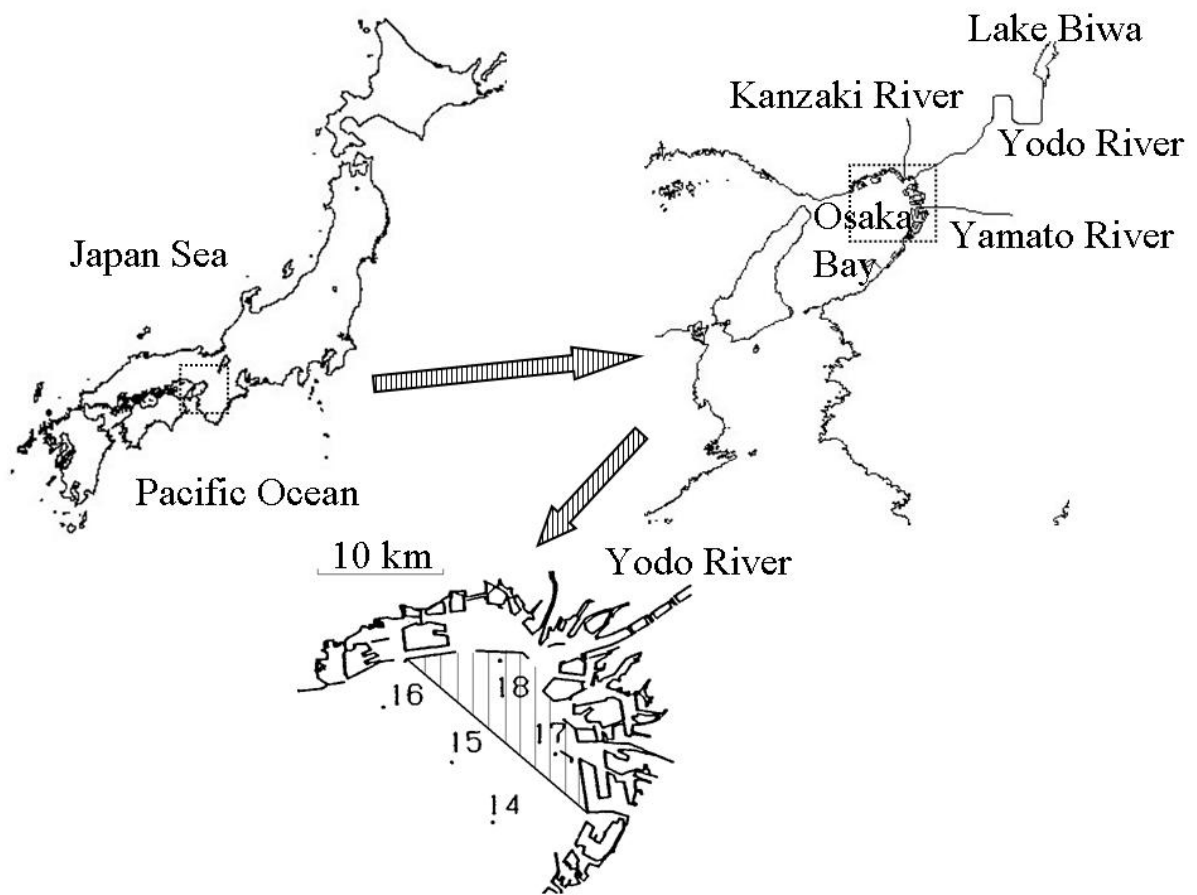 Lake Biwa
Kanzaki River
Yodo River
Japan Sea
Osaka
Bay
Yamato River
Pacific Ocean
10 km
Yodo River
16
18
15
17
14